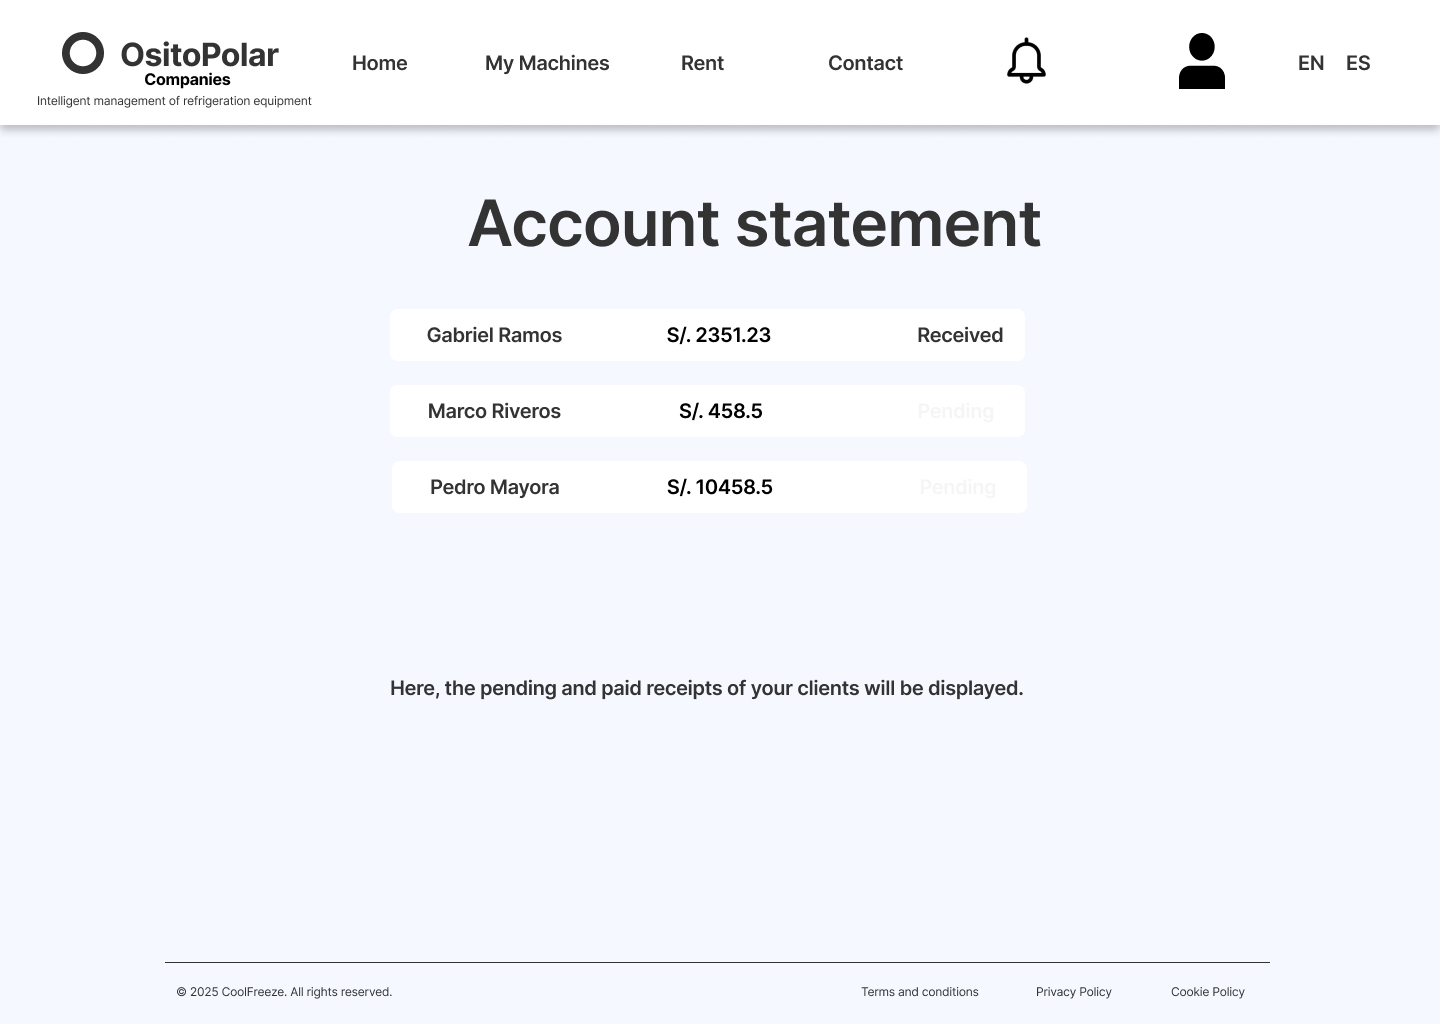 OsitoPolar
Companies
Intelligent management of refrigeration equipment
Home My Machines Rent Contact EN ES
Account statement
Gabriel Ramos S/. 2351.23 Received
Marco Riveros S/. 458.5 Pending
Pedro Mayora S/. 10458.5 Pending
Here, the pending and paid receipts of your clients will be displayed.
© 2025 CoolFreeze. All rights reserved. Terms and conditions Privacy Policy Cookie Policy